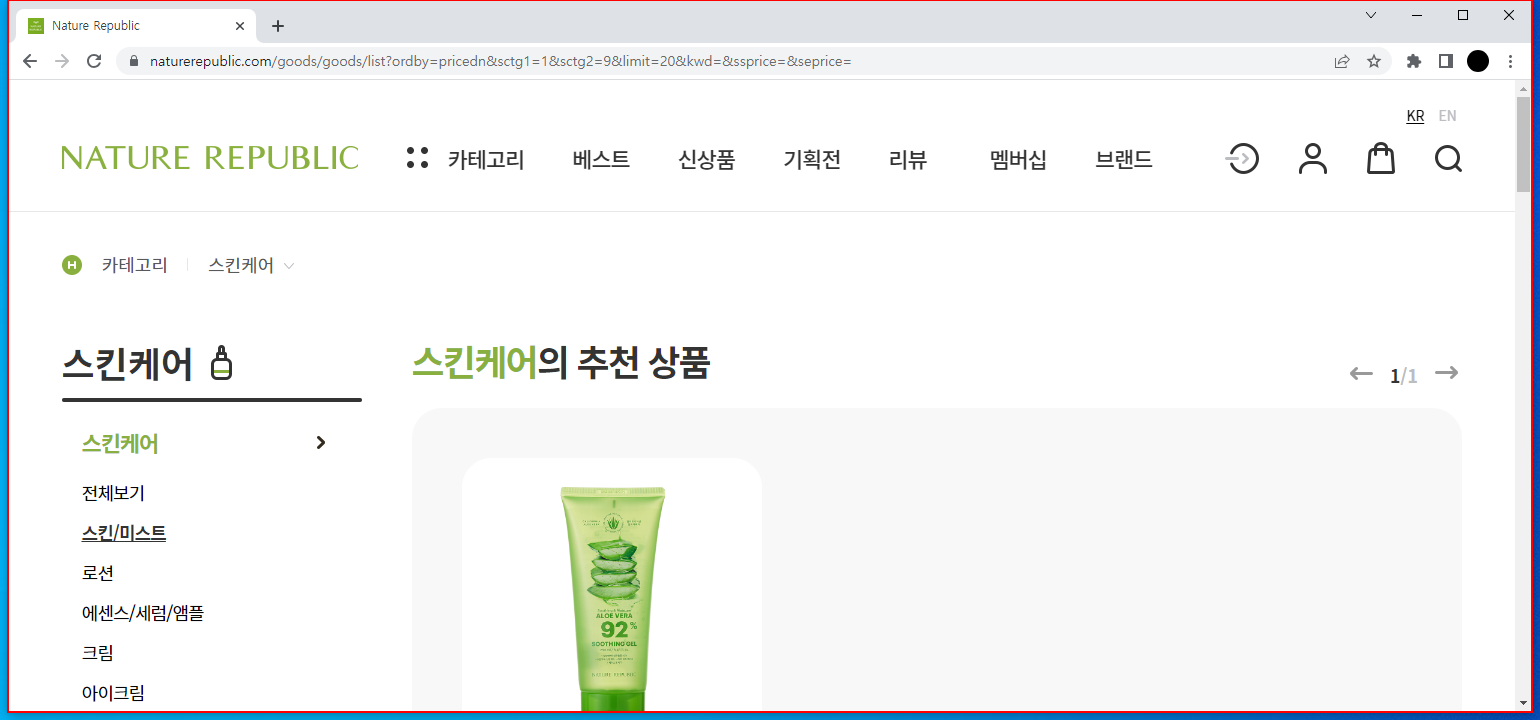 Nature Republic
naturerepublic.com/goods/goods/list?ordby=pricedn&sctg1=1&sctg2=9&limit=20&kwd=&ssprice=&seprice=
KR EN
NATURE REPUBLIC 카테고리 베스트 신상품 기획전 리뷰 멤버십 브랜드
H 카테고리 스킨케어
스킨케어
스킨케어의 추천 상품
1/1
스킨케어
전체보기
스킨/미스트
로션
에센스/세럼/앰플
크림
아이크림
ALOE VERA
92%
SOOTHING GEL